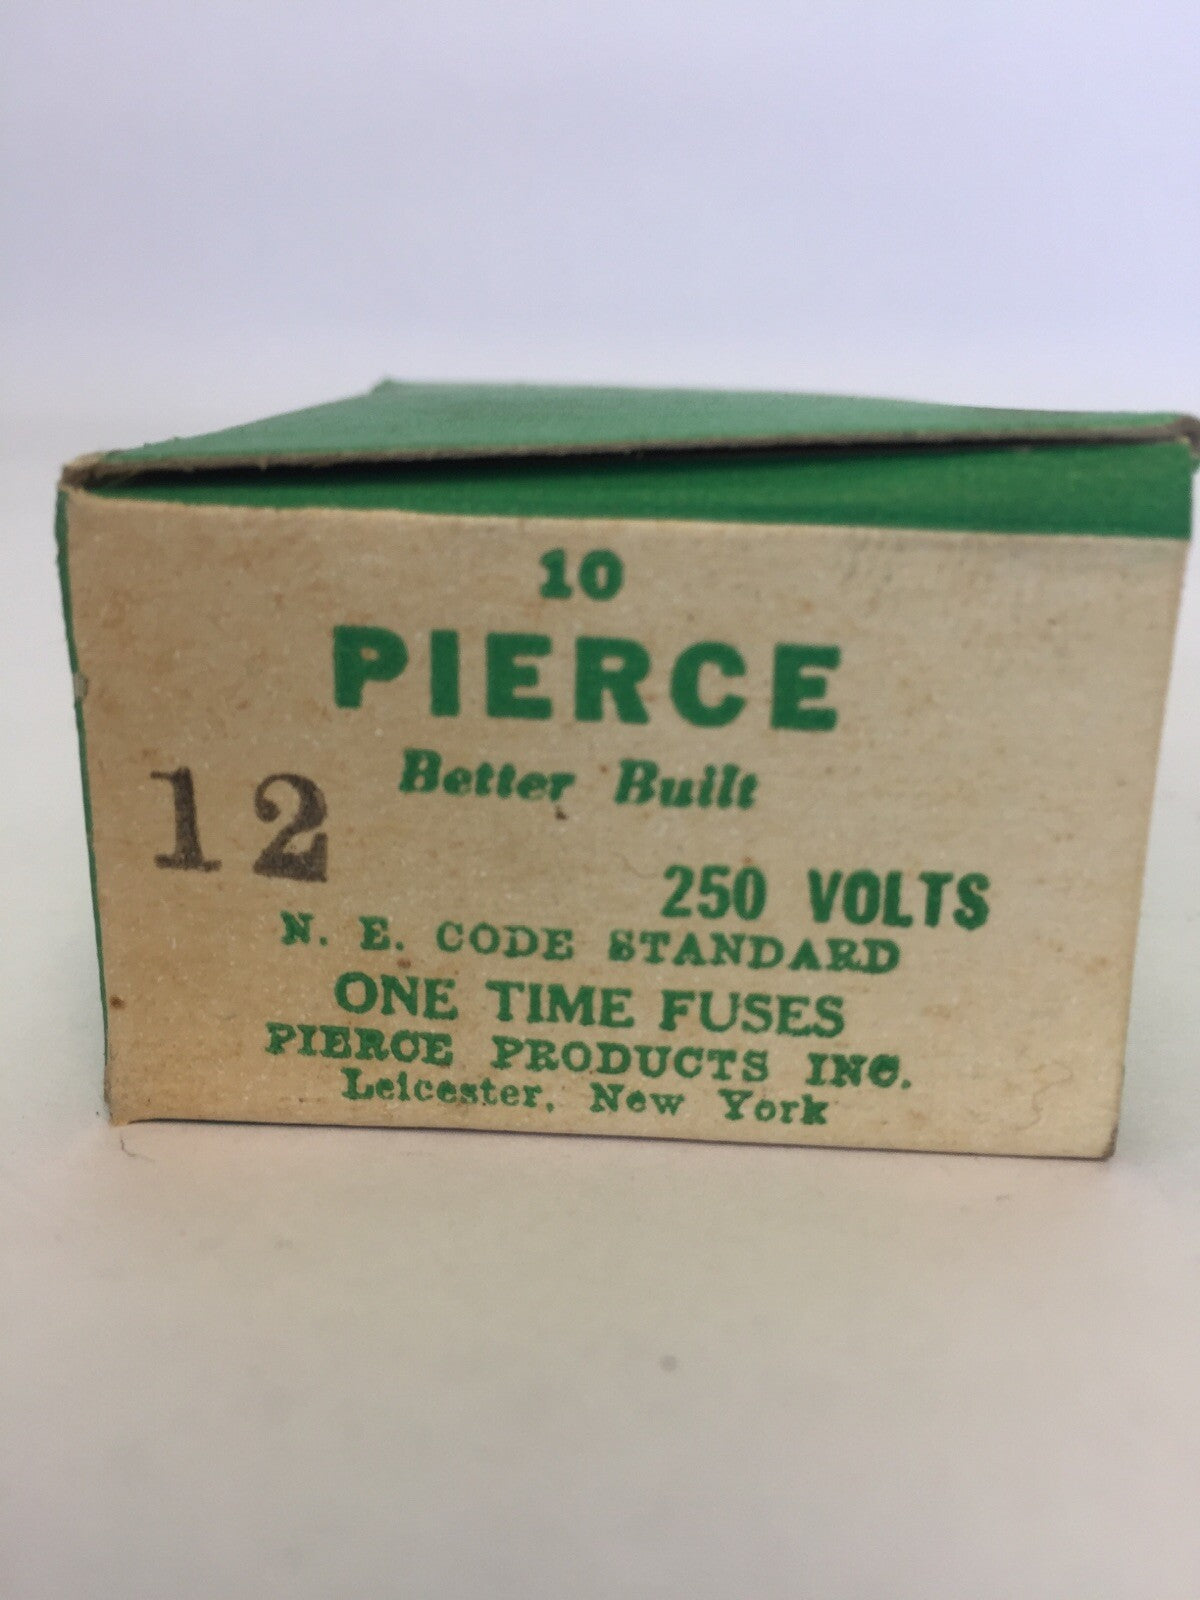 10
PIERCE
Better Built
12
250 VOLTS
N. E. CODE STANDARD
ONE TIME FUSES
PIERCE PRODUCTS INC.
Leicester, New York